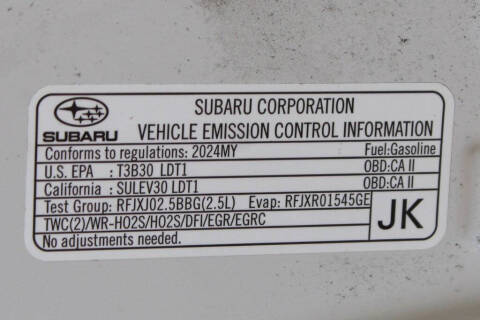 SUBARU
SUBARU CORPORATION
VEHICLE EMISSION CONTROL INFORMATION
Conforms to regulations: 2024MY Fuel:Gasoline
U.S. EPA : T3B30 LDT1 OBD:CA II
California : SULEV30 LDT1 OBD:CA II
Test Group: RFJXJ02.5BBG(2.5L) Evap: RFJXR01545GE
TWC(2)/WR-HO2S/HO2S/DFI/EGR/EGRC
No adjustments needed.
JK